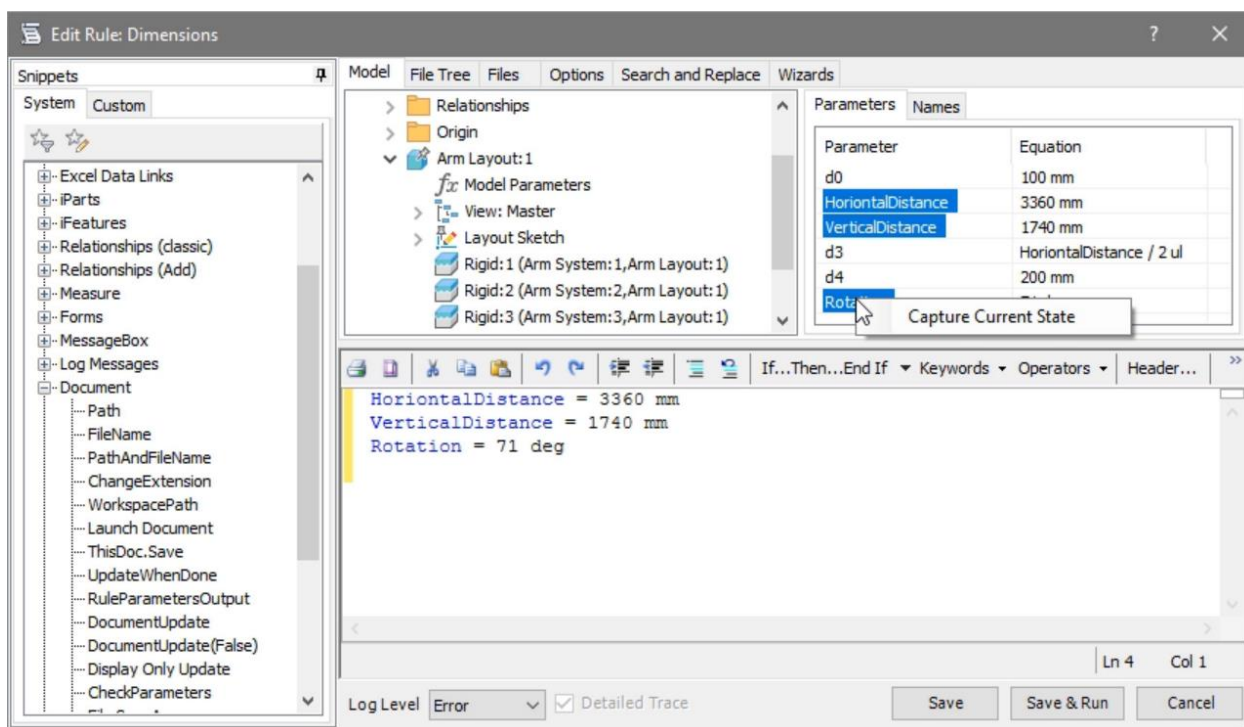 Edit Rule: Dimensions
?
Snippets
System Custom
Excel Data Links
iParts
iFeatures
Relationships (classic)
Relationships (Add)
Measure
Forms
MessageBox
Log Messages
Document
Path
FileName
PathAndFileName
ChangeExtension
WorkspacePath
Launch Document
ThisDoc.Save
UpdateWhenDone
RuleParametersOutput
DocumentUpdate
DocumentUpdate(False)
Display Only Update
CheckParameters
Model File Tree Files Options Search and Replace Wizards
Relationships
Origin
Arm Layout:1
fx Model Parameters
View: Master
Layout Sketch
Rigid:1 (Arm System:1,Arm Layout:1)
Rigid:2 (Arm System:2,Arm Layout:1)
Rigid:3 (Arm System:3,Arm Layout:1)
Parameters Names
Parameter Equation
d0 100 mm
HoriontalDistance 3360 mm
VerticalDistance 1740 mm
d3 HoriontalDistance / 2 ul
d4 200 mm
Capture Current State
If...Then...End If Keywords Operators Header...
HoriontalDistance = 3360 mm
VerticalDistance = 1740 mm
Rotation = 71 deg
Ln 4 Col 1
Log Level Error Detailed Trace Save Save & Run Cancel